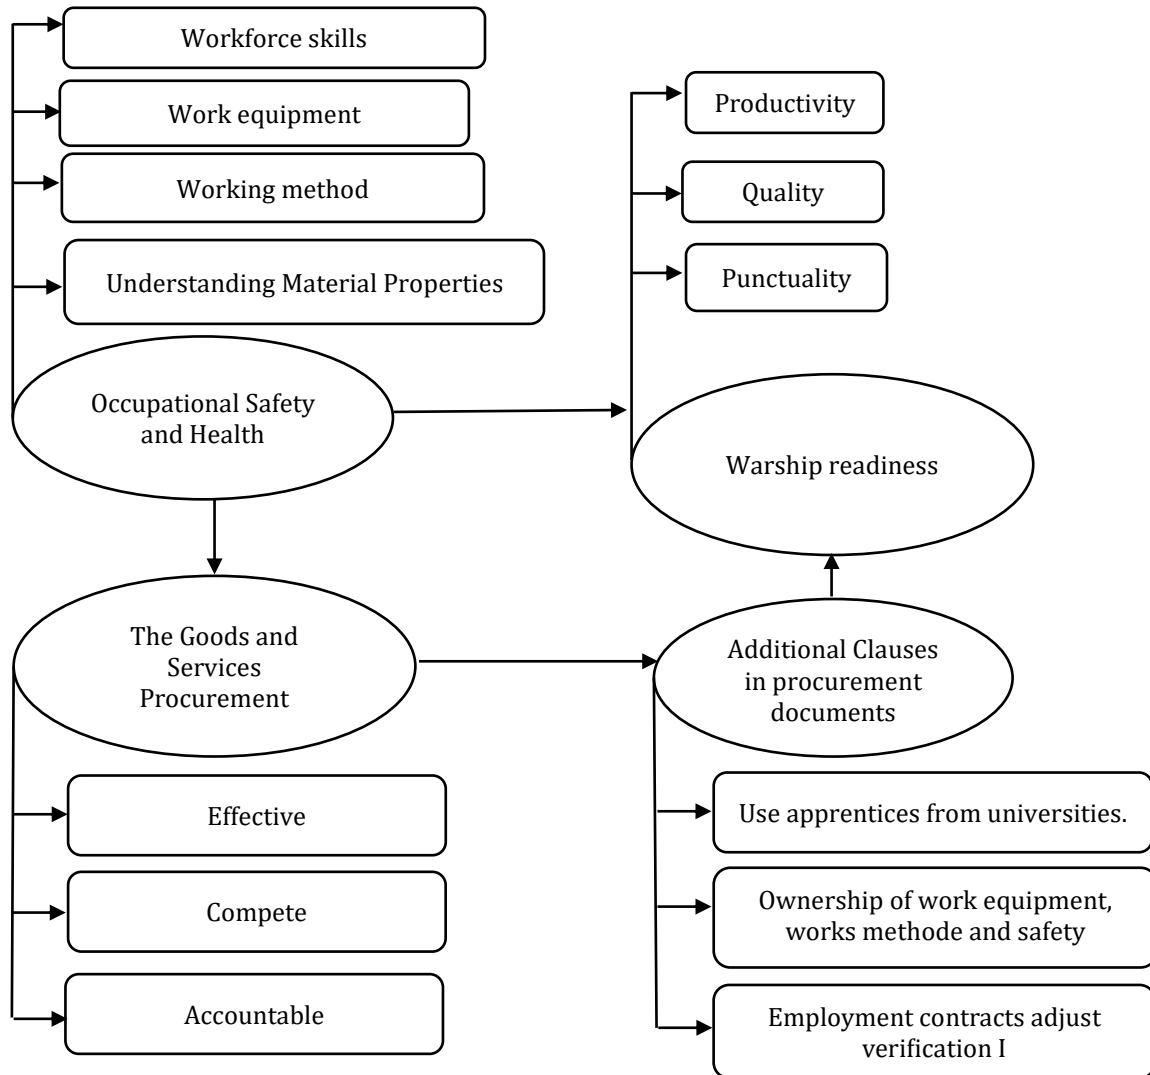 Workforce skills
Work equipment
Working method
Understanding Material Properties
Occupational Safety
and Health
Productivity
Quality
Punctuality
Warship readiness
The Goods and
Services
Procurement
Additional Clauses
in procurement
documents
Effective
Compete
Accountable
Use apprentices from universities.
Ownership of work equipment,
works methode and safety
Employment contracts adjust
verification I